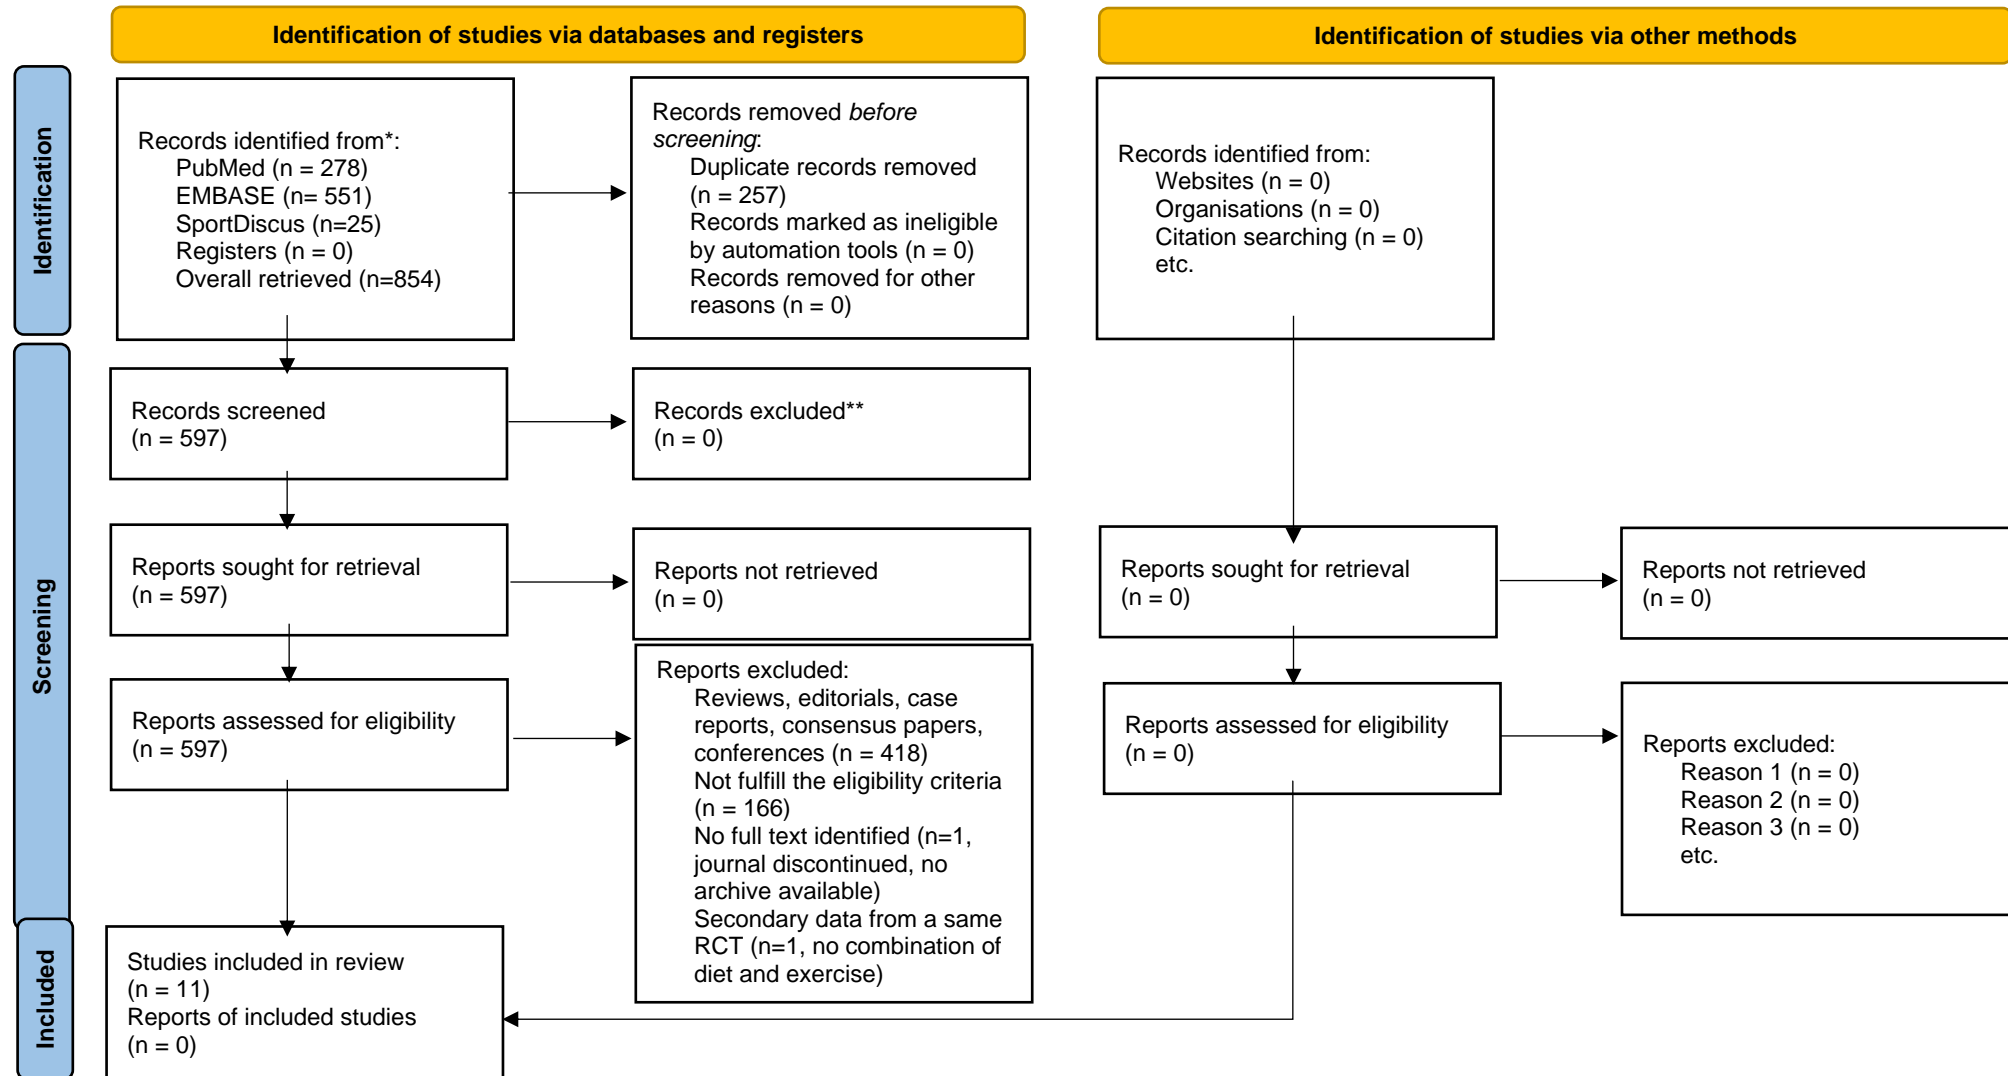 Identification of studies via databases and registers
Identification of studies via other methods
Identification
Records identified from*:
PubMed (n = 278)
EMBASE (n= 551)
SportDiscus (n=25)
Registers (n = 0)
Overall retrieved (n=854)
Records removed before
screening:
Duplicate records removed
(n = 257)
Records marked as ineligible
by automation tools (n = 0)
Records removed for other
reasons (n = 0)
Records identified from:
Websites (n = 0)
Organisations (n = 0)
Citation searching (n = 0)
etc.
Screening
Records screened
(n = 597)
Records excluded**
(n = 0)
Reports sought for retrieval
(n = 597)
Reports not retrieved
(n = 0)
Reports sought for retrieval
(n = 0)
Reports not retrieved
(n = 0)
Reports assessed for eligibility
(n = 597)
Reports excluded:
Reviews, editorials, case
reports, consensus papers,
conferences (n = 418)
Not fulfill the eligibility criteria
(n = 166)
No full text identified (n=1,
journal discontinued, no
archive available)
Secondary data from a same
RCT (n=1, no combination of
diet and exercise)
Reports assessed for eligibility
(n = 0)
Reports excluded:
Reason 1 (n = 0)
Reason 2 (n = 0)
Reason 3 (n = 0)
etc.
Included
Studies included in review
(n = 11)
Reports of included studies
(n = 0)